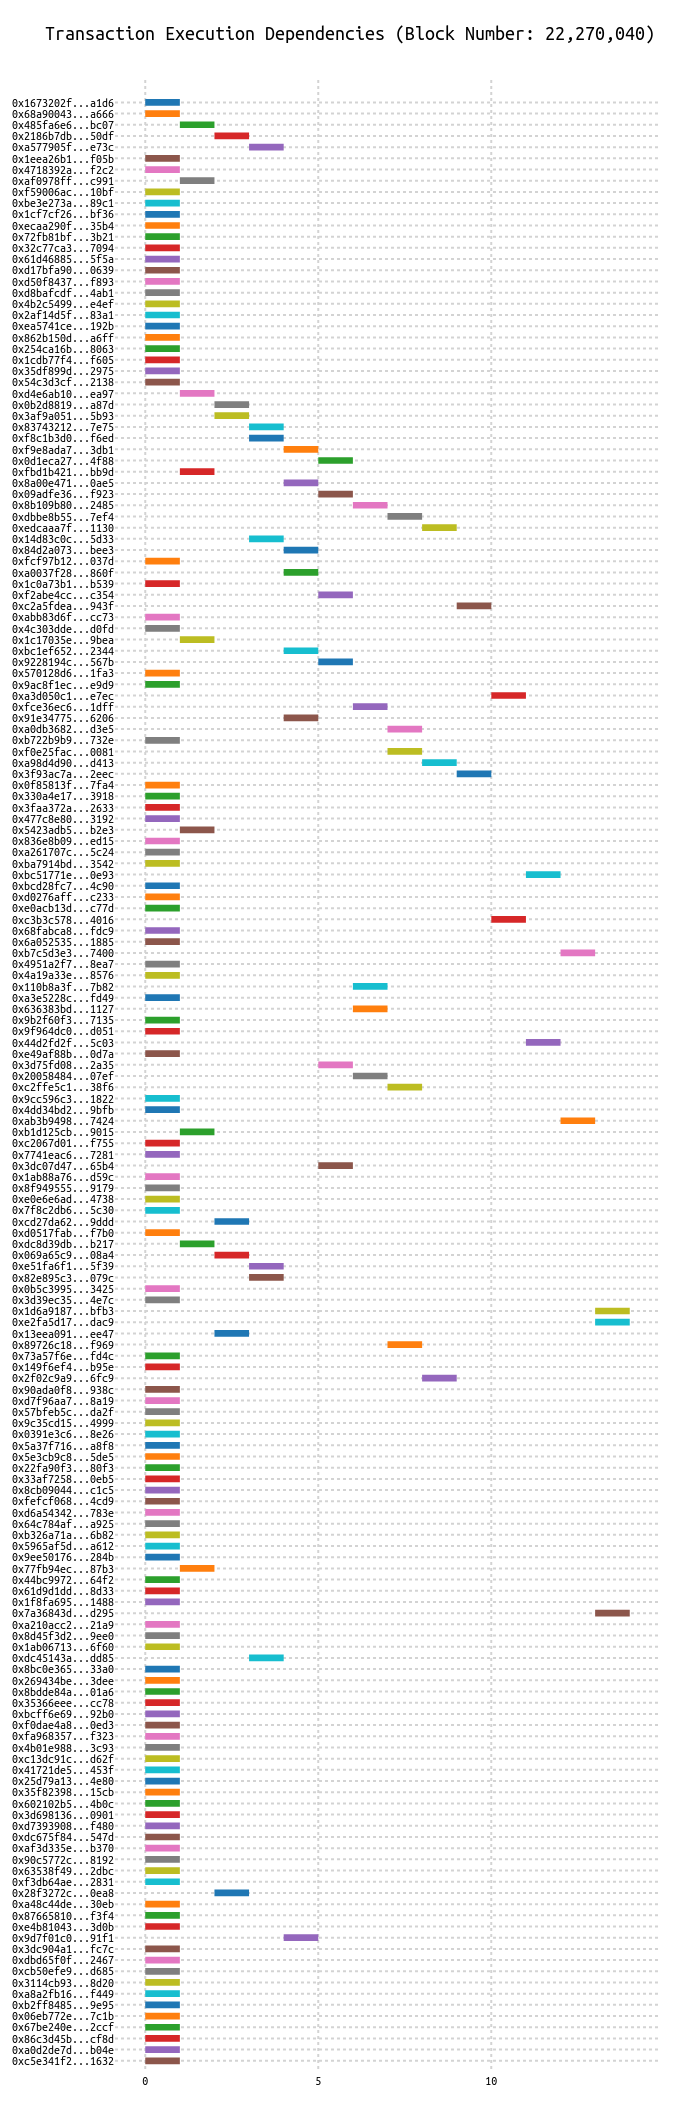 Transaction Execution Dependencies (Block Number: 22,270,040)
0x1673202f...a1d6
0x68a90043...a666
0x485fa6e6...bc07
0x2186b7db...50df
0xa577905f...e73c
0x1eea26b1...f05b
0x4718392a...f2c2
0xaf0978ff...c991
0xf59006ac...10bf
0xbe3e273a...89c1
0x1cf7cf26...bf36
0xecaa290f...35b4
0x72fb81bf...3b21
0x32c77ca3...7094
0x61d46885...5f5a
0xd17bfa90...0639
0xd50f8437...f893
0xd8bafcdf...4ab1
0x4b2c5499...e4ef
0x2af14d5f...83a1
0xea5741ce...192b
0x862b150d...a6ff
0x254ca16b...8063
0x1cdb77f4...f605
0x35df899d...2975
0x54c3d3cf...2138
0xd4e6ab10...ea97
0x0b2d8819...a87d
0x3af9a051...5b93
0x83743212...7e75
0xf8c1b3d0...f6ed
0xf9e8ada7...3db1
0x0d1eca27...4f88
0xfbd1b421...bb9d
0x8a00e471...0ae5
0x09adfe36...f923
0x8b109b80...2485
0xdbbe8b55...7ef4
0xedcaaa7f...1130
0x14d83c0c...5d33
0x84d2a073...bee3
0xfcf97b12...037d
0xa0037f28...860f
0x1c0a73b1...b539
0xf2abe4cc...c354
0xc2a5fdea...943f
0xabb83d6f...cc73
0x4c303dde...d0fd
0x1c17035e...9bea
0xbc1ef652...2344
0x9228194c...567b
0x570128d6...1fa3
0x9ac8f1ec...e9d9
0xa3d050c1...e7ec
0xfce36ec6...1dff
0x91e34775...6206
0xa0db3682...d3e5
0xb722b9b9...732e
0xf0e25fac...0081
0xa98d4d90...d413
0x3f93ac7a...2eec
0x0f85813f...7fa4
0x330a4e17...3918
0x3faa372a...2633
0x477c8e80...3192
0x5423adb5...b2e3
0x836e8b09...ed15
0xa261707c...5c24
0xba7914bd...3542
0xbc51771e...0e93
0xbcd28fc7...4c90
0xd0276aff...c233
0xe0acb13d...c77d
0xc3b3c578...4016
0x68fabca8...fdc9
0x6a052535...1885
0xb7c5d3e3...7400
0x4951a2f7...8ea7
0x4a19a33e...8576
0x110b8a3f...7b82
0xa3e5228c...fd49
0x636383bd...1127
0x9b2f60f3...7135
0x9f964dc0...d051
0x44d2fd2f...5c03
0xe49af88b...0d7a
0x3d75fd08...2a35
0x20058484...07ef
0xc2ffe5c1...38f6
0x9cc596c3...1822
0x4dd34bd2...9bfb
0xab3b9498...7424
0xb1d125cb...9015
0xc2067d01...f755
0x7741eac6...7281
0x3dc07d47...65b4
0x1ab88a76...d59c
0x8f949555...9179
0xe0e6e6ad...4738
0x7f8c2db6...5c30
0xcd27da62...9ddd
0xd0517fab...f7b0
0xdc8d39db...b217
0x069a65c9...08a4
0xe51fa6f1...5f39
0x82e895c3...079c
0x0b5c3995...3425
0x3d39ec35...4e7c
0x1d6a9187...bfb3
0xe2fa5d17...dac9
0x13eea091...ee47
0x89726c18...f969
0x73a57f6e...fd4c
0x149f6ef4...b95e
0x2f02c9a9...6fc9
0x90ada0f8...938c
0xd7f96aa7...8a19
0x57bfeb5c...da2f
0x9c35cd15...4999
0x0391e3c6...8e26
0x5a37f716...a8f8
0x5e3cb9c8...5de5
0x22fa90f3...80f3
0x33af7258...0eb5
0x8cb09044...c1c5
0xfefcf068...4cd9
0xd6a54342...783e
0x64c784af...a925
0xb326a71a...6b82
0x5965af5d...a612
0x9ee50176...284b
0x77fb94ec...87b3
0x44bc9972...64f2
0x61d9d1dd...8d33
0x1f8fa695...1488
0x7a36843d...d295
0xa210acc2...21a9
0x8d45f3d2...9ee0
0x1ab06713...6f60
0xdc45143a...dd85
0x8bc0e365...33a0
0x269434be...3dee
0x8bdde84a...01a6
0x35366eee...cc78
0xbcff6e69...92b0
0xf0dae4a8...0ed3
0xfa968357...f323
0x4b01e988...3c93
0xc13dc91c...d62f
0x41721de5...453f
0x25d79a13...4e80
0x35f82398...15cb
0x602102b5...4b0c
0x3d698136...0901
0xd7393908...f480
0xdc675f84...547d
0xaf3d335e...b370
0x90c5772c...8192
0x63538f49...2dbc
0xf3db64ae...2831
0x28f3272c...0ea8
0xa48c44de...30eb
0x87665810...f3f4
0xe4b81043...3d0b
0x9d7f01c0...91f1
0x3dc904a1...fc7c
0xdbd65f0f...2467
0xcb50efe9...d685
0x3114cb93...8d20
0xa8a2fb16...f449
0xb2ff8485...9e95
0x06eb772e...7c1b
0x67be240e...2ccf
0x86c3d45b...cf8d
0xa0d2de7d...b04e
0xc5e341f2...1632
0 5 10